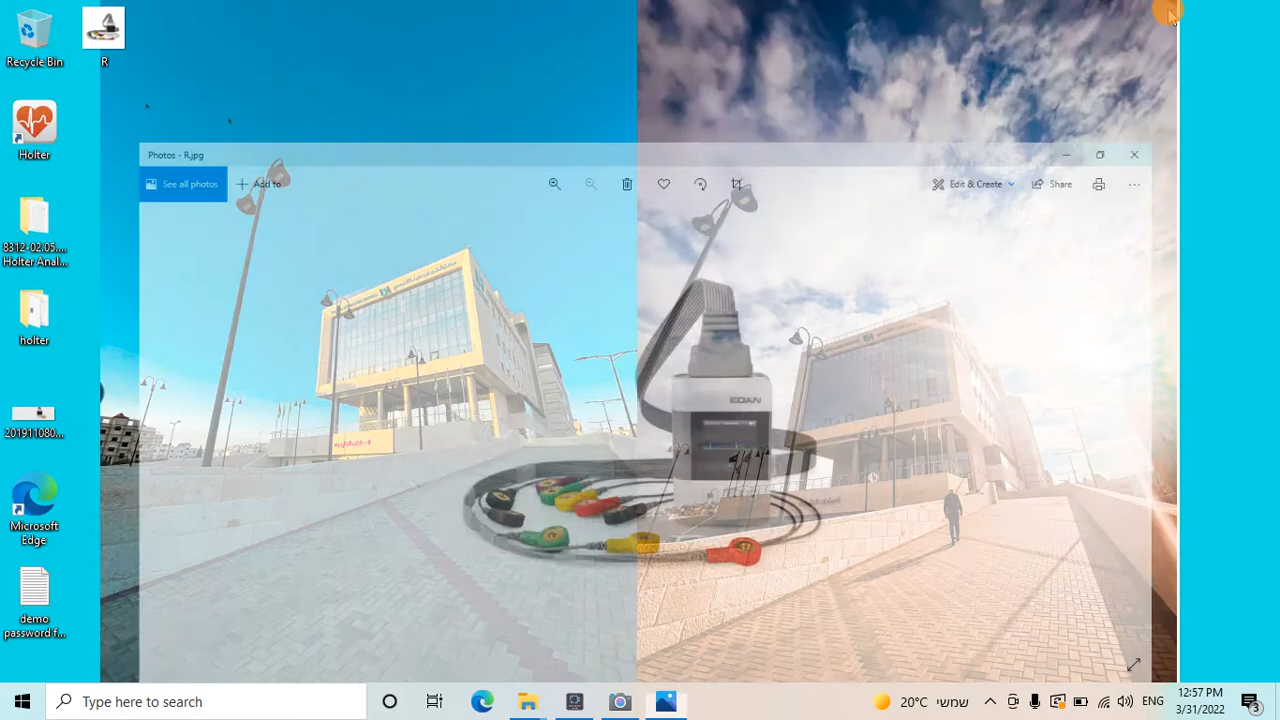 Recycle Bin
R
Holter
8312-02.05....
Holter Anal...
holter
201911080...
Microsoft
Edge
demo
password f...
Photos - R.jpg
See all photos
Add to
Edit & Create
Share
EDAN
Type here to search
20°C שמשי
ENG
12:57 PM
3/31/2022
3